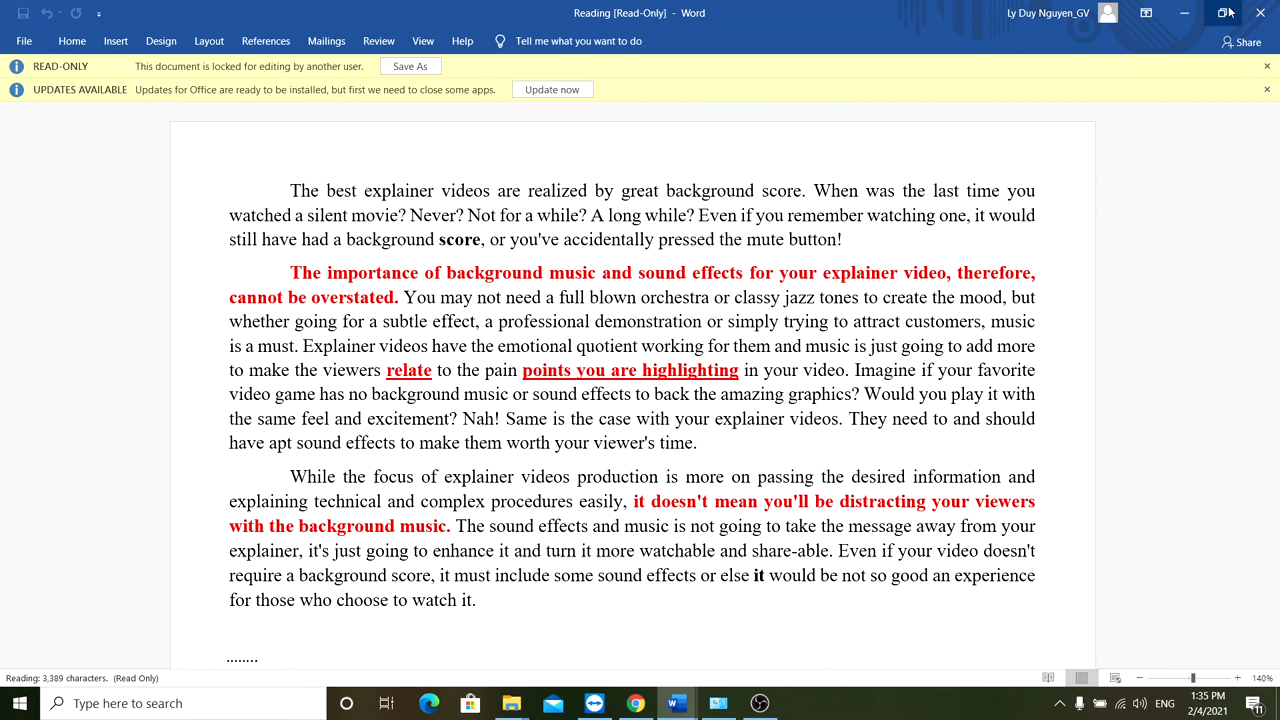 Reading [Read-Only] - Word
Ly Duy Nguyen_GV
File Home Insert Design Layout References Mailings Review View Help Tell me what you want to do Share
READ-ONLY This document is locked for editing by another user. Save As
UPDATES AVAILABLE Updates for Office are ready to be installed, but first we need to close some apps. Update now
The best explainer videos are realized by great background score. When was the last time you
watched a silent movie? Never? Not for a while? A long while? Even if you remember watching one, it would
still have had a background score, or you've accidentally pressed the mute button!
The importance of background music and sound effects for your explainer video, therefore,
cannot be overstated. You may not need a full blown orchestra or classy jazz tones to create the mood, but
whether going for a subtle effect, a professional demonstration or simply trying to attract customers, music
is a must. Explainer videos have the emotional quotient working for them and music is just going to add more
to make the viewers relate to the pain points you are highlighting in your video. Imagine if your favorite
video game has no background music or sound effects to back the amazing graphics? Would you play it with
the same feel and excitement? Nah! Same is the case with your explainer videos. They need to and should
have apt sound effects to make them worth your viewer's time.
While the focus of explainer videos production is more on passing the desired information and
explaining technical and complex procedures easily, it doesn't mean you'll be distracting your viewers
with the background music. The sound effects and music is not going to take the message away from your
explainer, it's just going to enhance it and turn it more watchable and share-able. Even if your video doesn't
require a background score, it must include some sound effects or else it would be not so good an experience
for those who choose to watch it.
........
Reading: 3,389 characters. (Read Only) 140%
Type here to search ENG 1:35 PM
2/4/2021 11